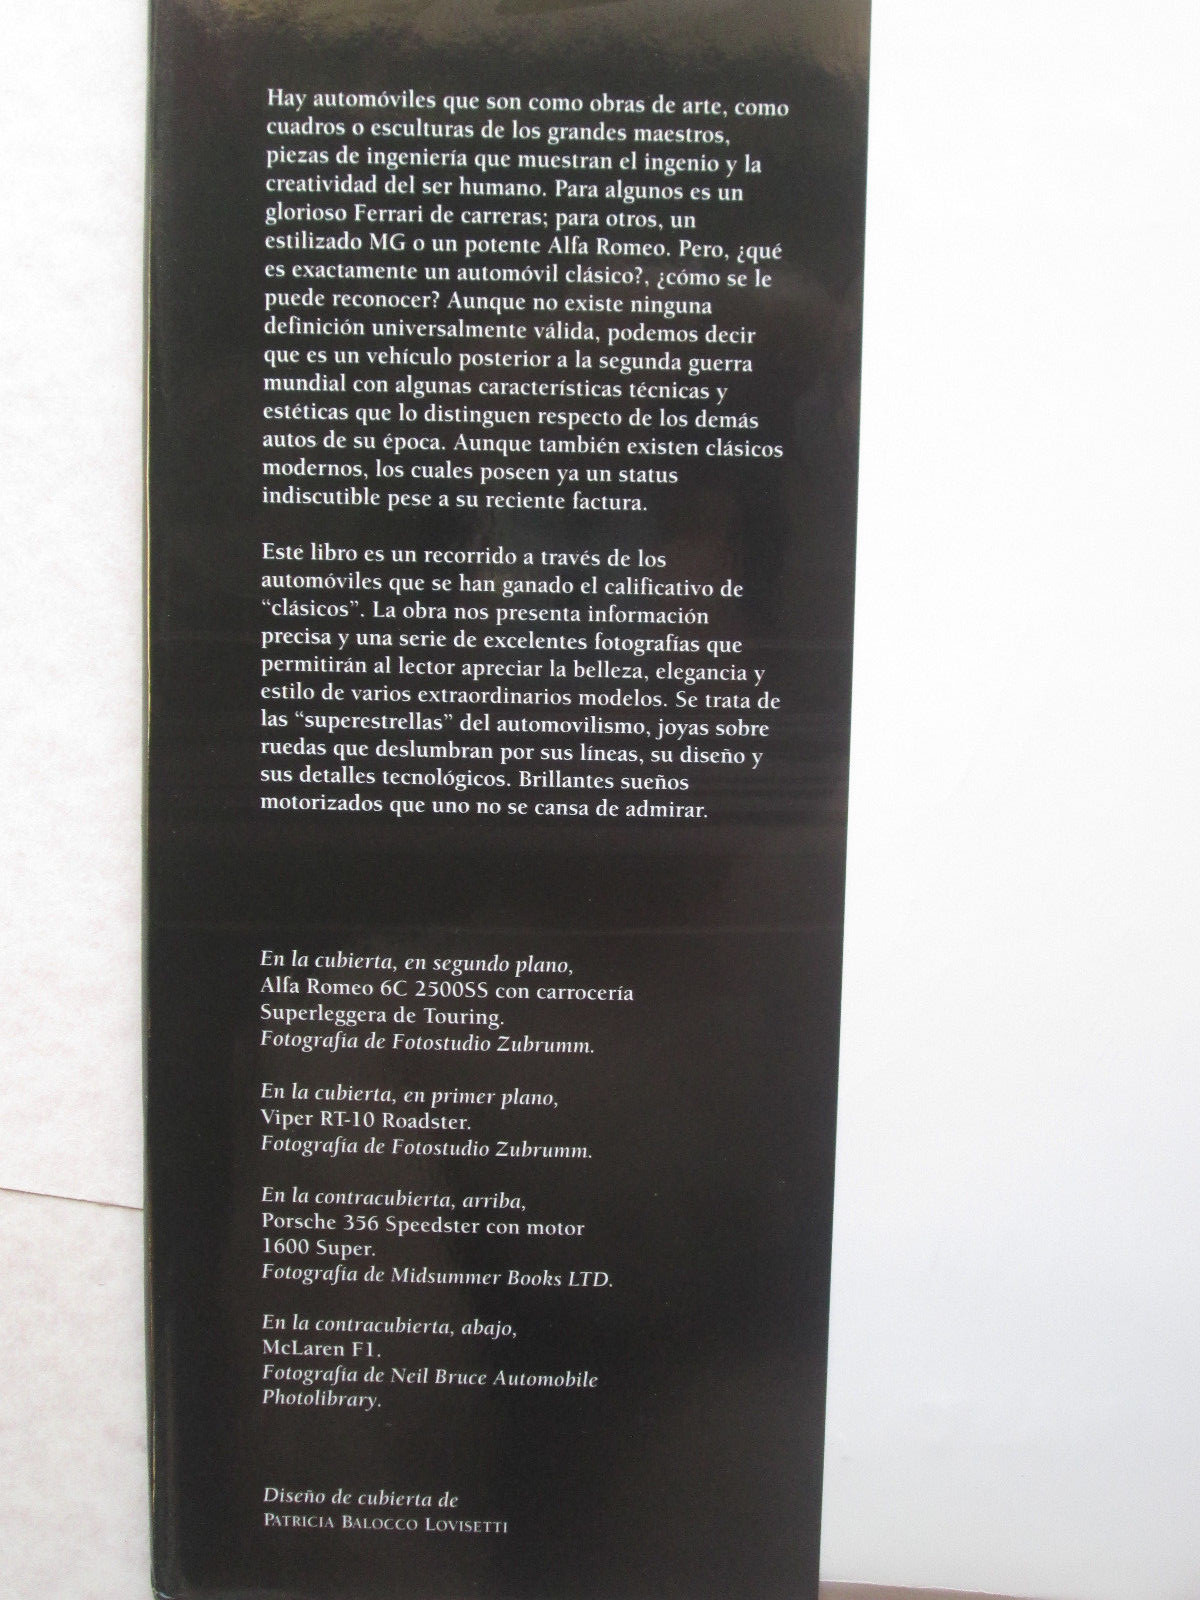 Hay automóviles que son como obras de arte, como
cuadros o esculturas de los grandes maestros,
piezas de ingeniería que muestran el ingenio y la
creatividad del ser humano. Para algunos es un
glorioso Ferrari de carreras; para otros, un
estilizado MG o un potente Alfa Romeo. Pero, ¿qué
es exactamente un automóvil clásico?, ¿cómo se le
puede reconocer? Aunque no existe ninguna
definición universalmente válida, podemos decir
que es un vehículo posterior a la segunda guerra
mundial con algunas características técnicas y
estéticas que lo distinguen respecto de los demás
autos de su época. Aunque también existen clásicos
modernos, los cuales poseen ya un status
indiscutible pese a su reciente factura.
Esté libro es un recorrido a través de los
automóviles que se han ganado el calificativo de
“clásicos”. La obra nos presenta información
precisa y una serie de excelentes fotografías que
permitirán al lector apreciar la belleza, elegancia y
estilo de varios extraordinarios modelos. Se trata de
las “superestrellas” del automovilismo, joyas sobre
ruedas que deslumbran por sus líneas, su diseño y
sus detalles tecnológicos. Brillantes sueños
motorizados que uno no se cansa de admirar.
En la cubierta, en segundo plano,
Alfa Romeo 6C 2500SS con carrocería
Superleggera de Touring.
Fotografía de Fotostudio Zubrumm.
En la cubierta, en primer plano,
Viper RT-10 Roadster.
Fotografía de Fotostudio Zubrumm.
En la contracubierta, arriba,
Porsche 356 Speedster con motor
1600 Super.
Fotografía de Midsummer Books LTD.
En la contracubierta, abajo,
McLaren F1.
Fotografía de Neil Bruce Automobile
Photolibrary.
Diseño de cubierta de
PATRICIA BALOCCO LOVISETTI